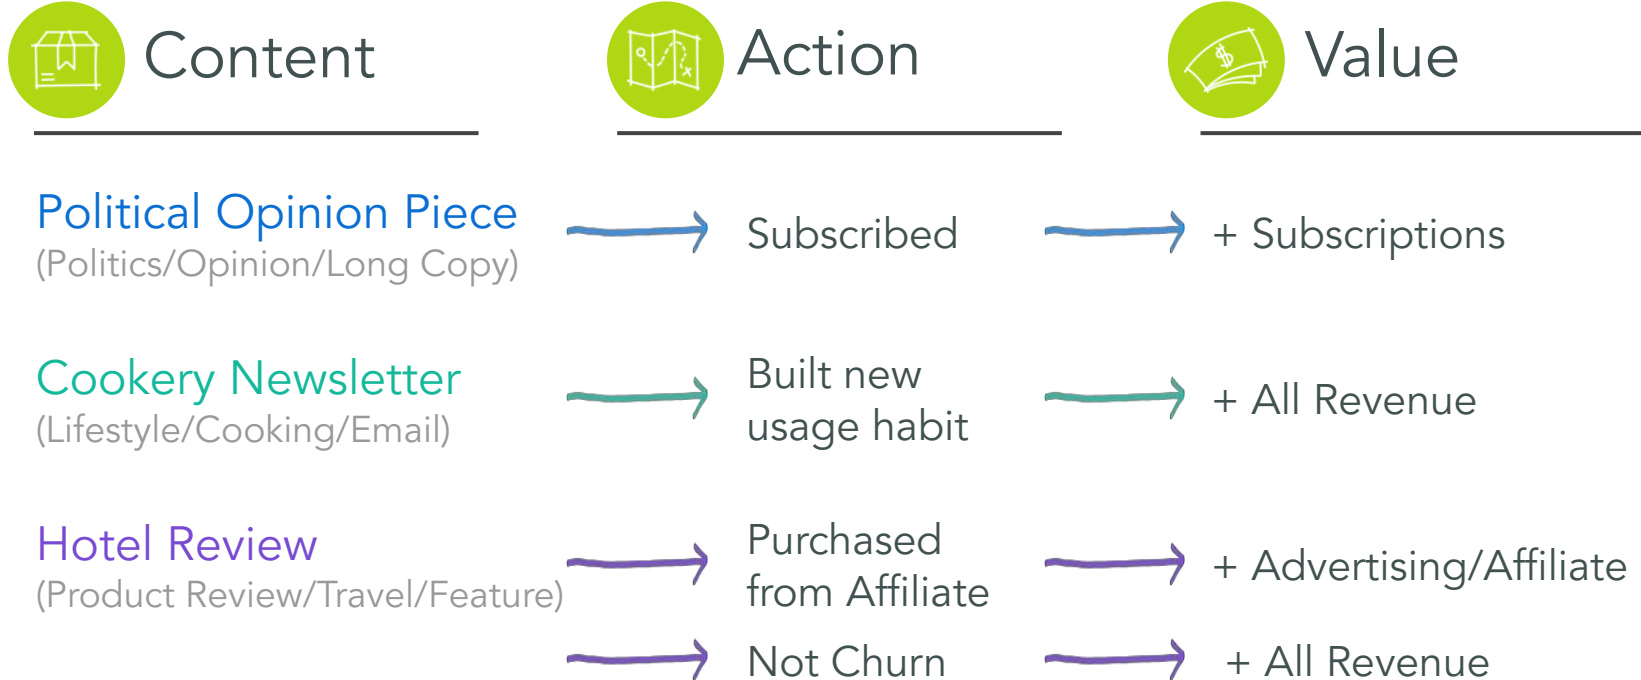 Content
Action
Value
Political Opinion Piece
(Politics/Opinion/Long Copy)
Subscribed
+ Subscriptions
Cookery Newsletter
(Lifestyle/Cooking/Email)
Built new
usage habit
+ All Revenue
Hotel Review
(Product Review/Travel/Feature)
Purchased
from Affiliate
+ Advertising/Affiliate
Not Churn
+ All Revenue